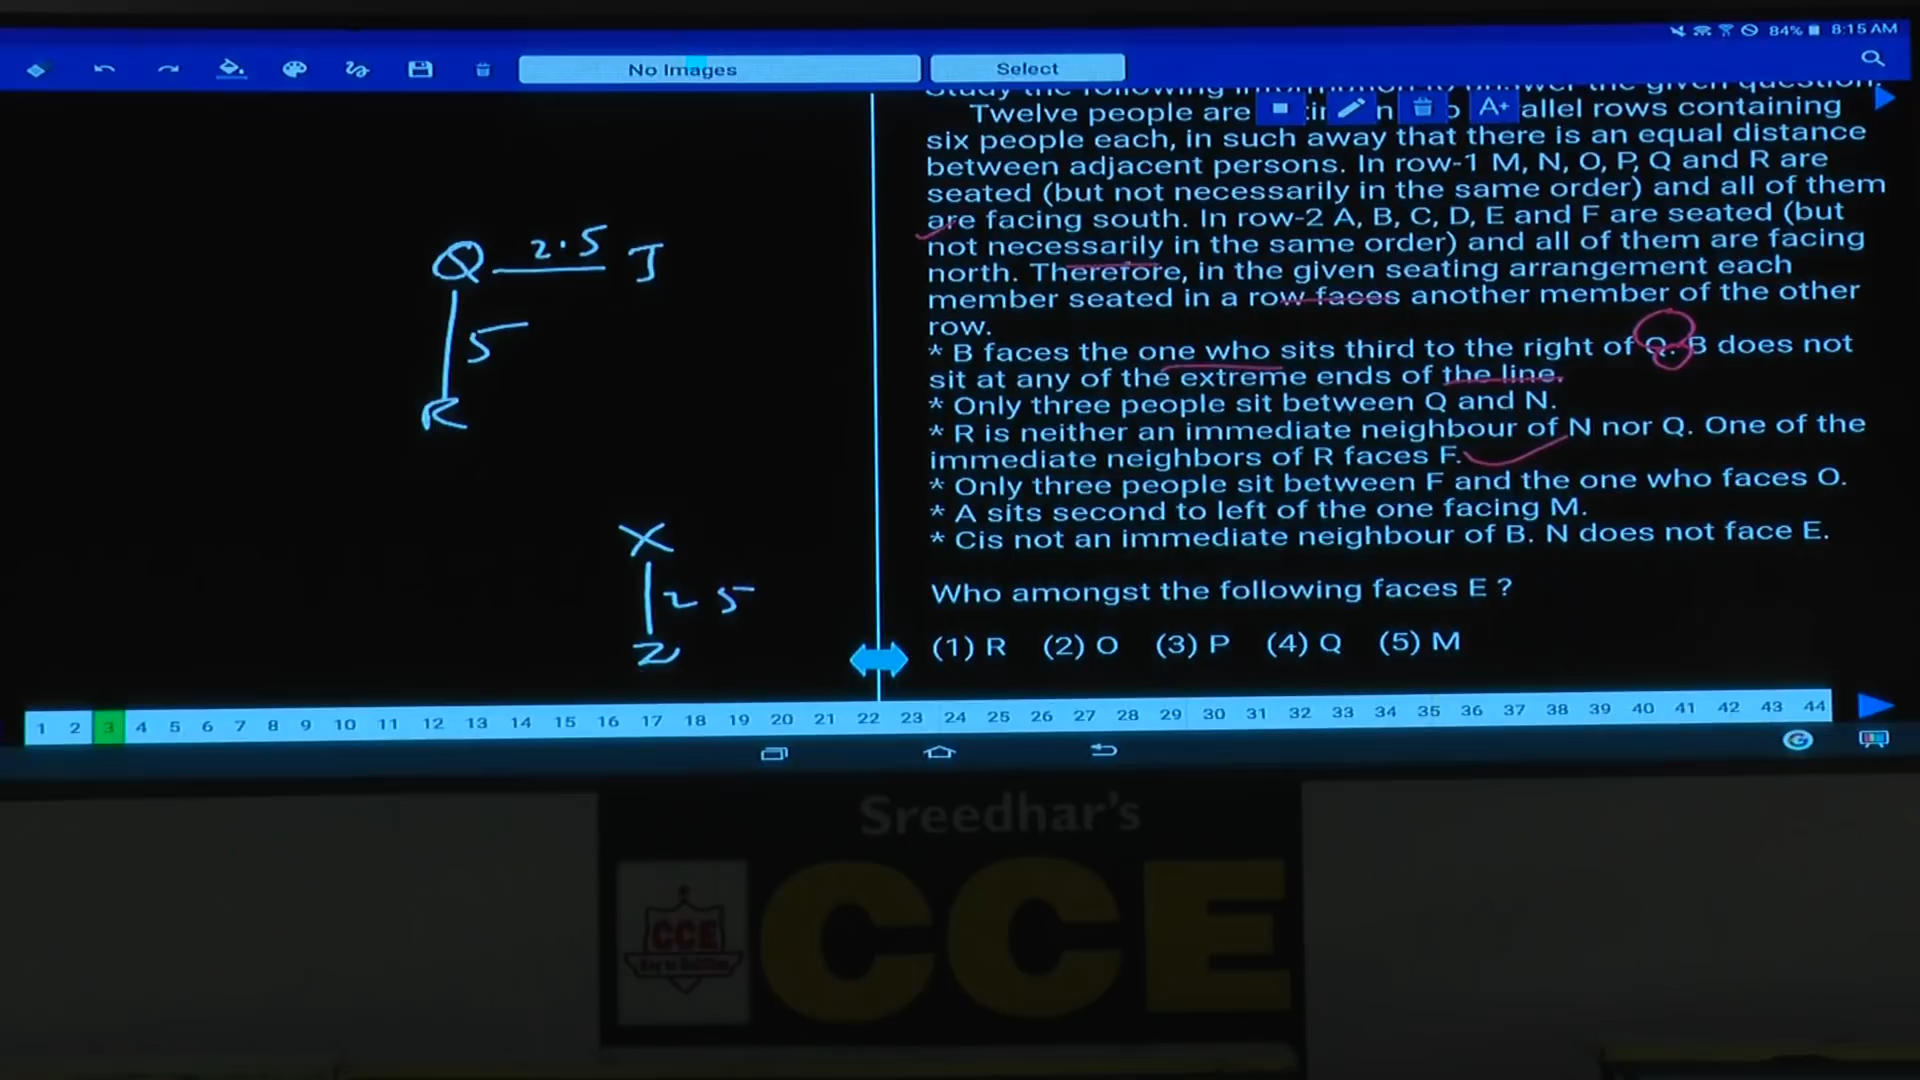 84% 8:15 AM
No Images Select
Study the following
given question.
Twelve people are allel rows containing
A+
six people each, in such away that there is an equal distance
between adjacent persons. In row-1 M, N, O, P, Q and R are
seated (but not necessarily in the same order) and all of them
are facing south. In row-2 A, B, C, D, E and F are seated (but
not necessarily in the same order) and all of them are facing
north. Therefore, in the given seating arrangement each
member seated in a row faces another member of the other
row.
* B faces the one who sits third to the right of Q. B does not
sit at any of the extreme ends of the line.
* Only three people sit between Q and N.
* R is neither an immediate neighbour of N nor Q. One of the
immediate neighbors of R faces F.
* Only three people sit between F and the one who faces O.
* A sits second to left of the one facing M.
* Cis not an immediate neighbour of B. N does not face E.
Who amongst the following faces E ?
(1) R (2) O (3) P (4) Q (5) M
Q 2.5 J
5
R
X
2 5
Z
1 2 3 4 5 6 7 8 9 10 11 12 13 14 15 16 17 18 19 20 21 22 23 24 25 26 27 28 29 30 31 32 33 34 35 36 37 38 39 40 41 42 43 44
Sreedhar's
CCE
CCE